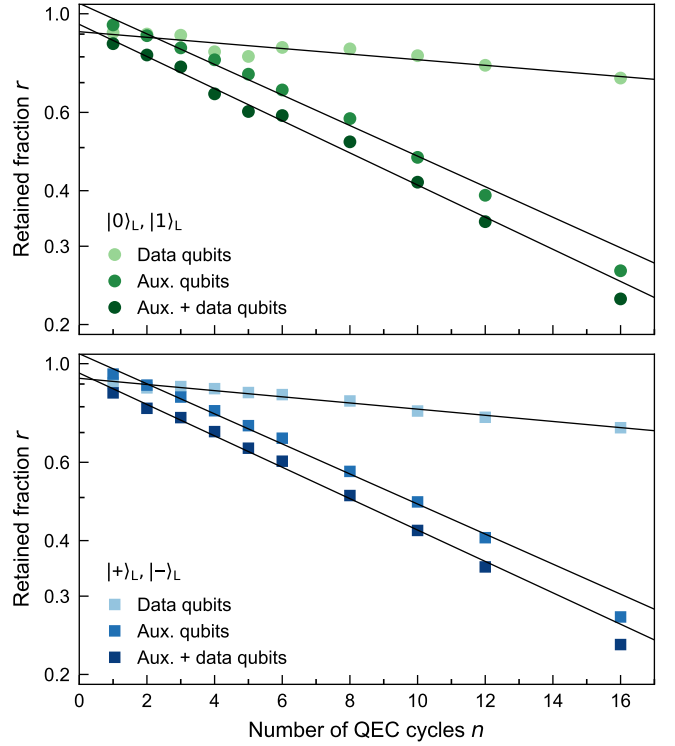 Retained fraction r
1.0
0.6
0.4
0.3
0.2
|0⟩L, |1⟩L
Data qubits
Aux. qubits
Aux. + data qubits
Retained fraction r
1.0
0.6
0.4
0.3
0.2
|+⟩L, |−⟩L
Data qubits
Aux. qubits
Aux. + data qubits
0 2 4 6 8 10 12 14 16
Number of QEC cycles n